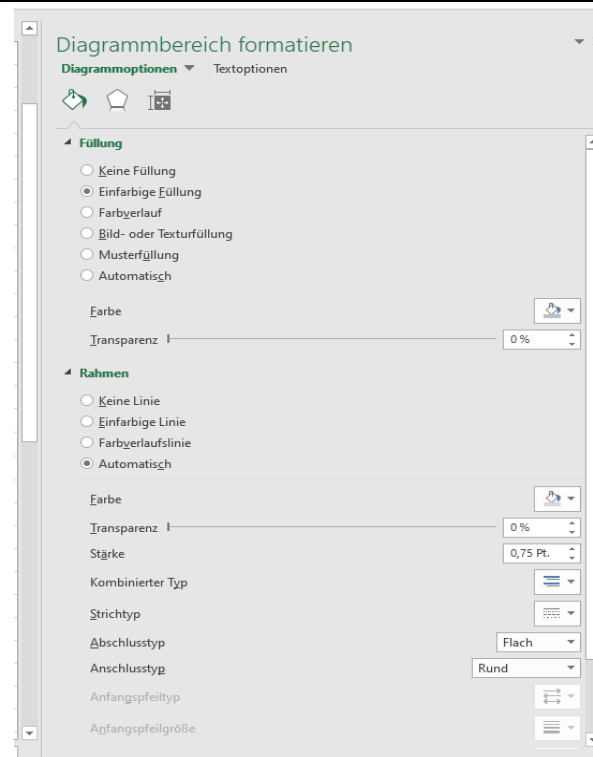 Diagrammbereich formatieren
Diagrammoptionen Textoptionen
Füllung
Keine Füllung
Einfarbige Füllung
Farbverlauf
Bild- oder Texturfüllung
Musterfüllung
Automatisch
Farbe
Transparenz 0 %
Rahmen
Keine Linie
Einfarbige Linie
Farbverlaufslinie
Automatisch
Farbe
Transparenz 0 %
Stärke 0,75 Pt.
Kombinierter Typ
Strichtyp
Abschlusstyp Flach
Anschlusstyp Rund
Anfangspfeiltyp
Anfangspfeilgröße